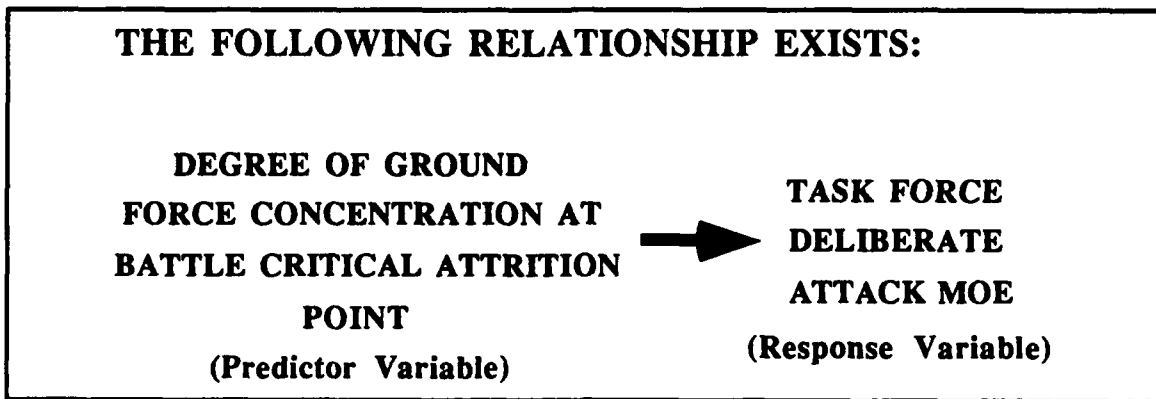 THE FOLLOWING RELATIONSHIP EXISTS:
DEGREE OF GROUND
FORCE CONCENTRATION AT
BATTLE CRITICAL ATTRITION
POINT
(Predictor Variable)
TASK FORCE
DELIBERATE
ATTACK MOE
(Response Variable)